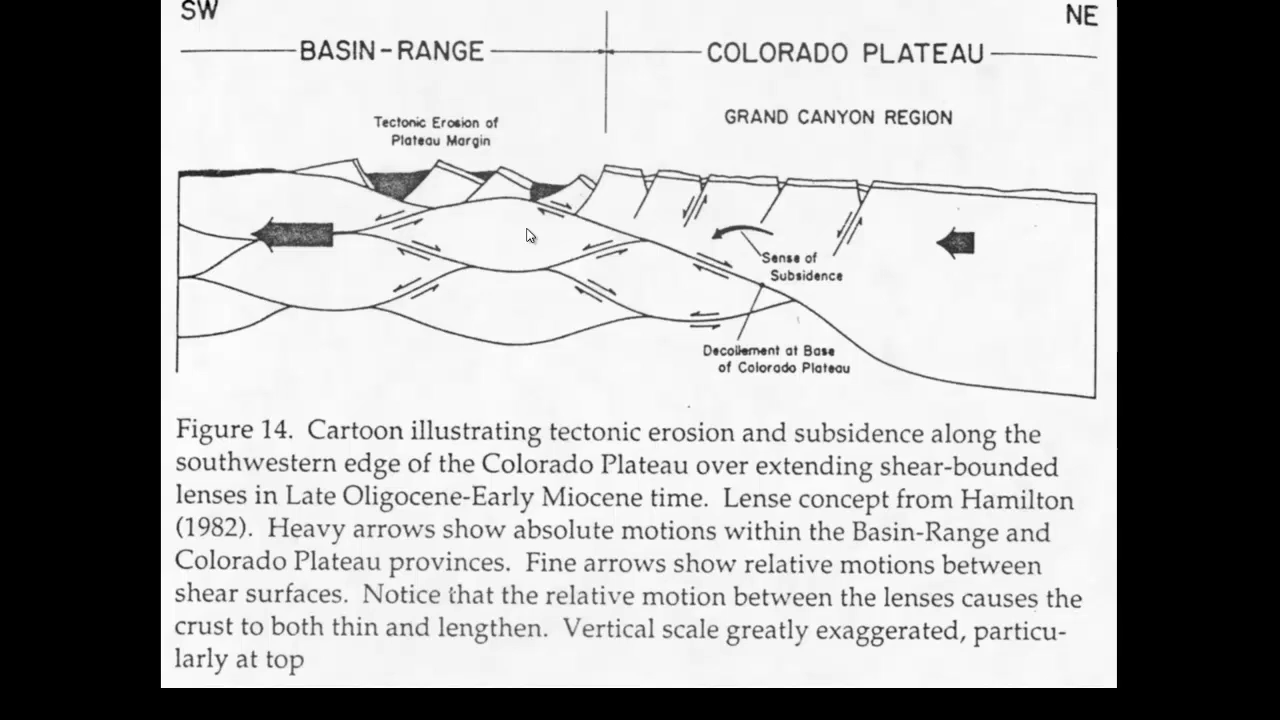 SW
NE
BASIN-RANGE
COLORADO PLATEAU
GRAND CANYON REGION
Tectonic Erosion of
Plateau Margin
Sense of
Subsidence
Decollement at Base
of Colorado Plateau
Figure 14. Cartoon illustrating tectonic erosion and subsidence along the
southwestern edge of the Colorado Plateau over extending shear-bounded
lenses in Late Oligocene-Early Miocene time. Lense concept from Hamilton
(1982). Heavy arrows show absolute motions within the Basin-Range and
Colorado Plateau provinces. Fine arrows show relative motions between
shear surfaces. Notice that the relative motion between the lenses causes the
crust to both thin and lengthen. Vertical scale greatly exaggerated, particu-
larly at top